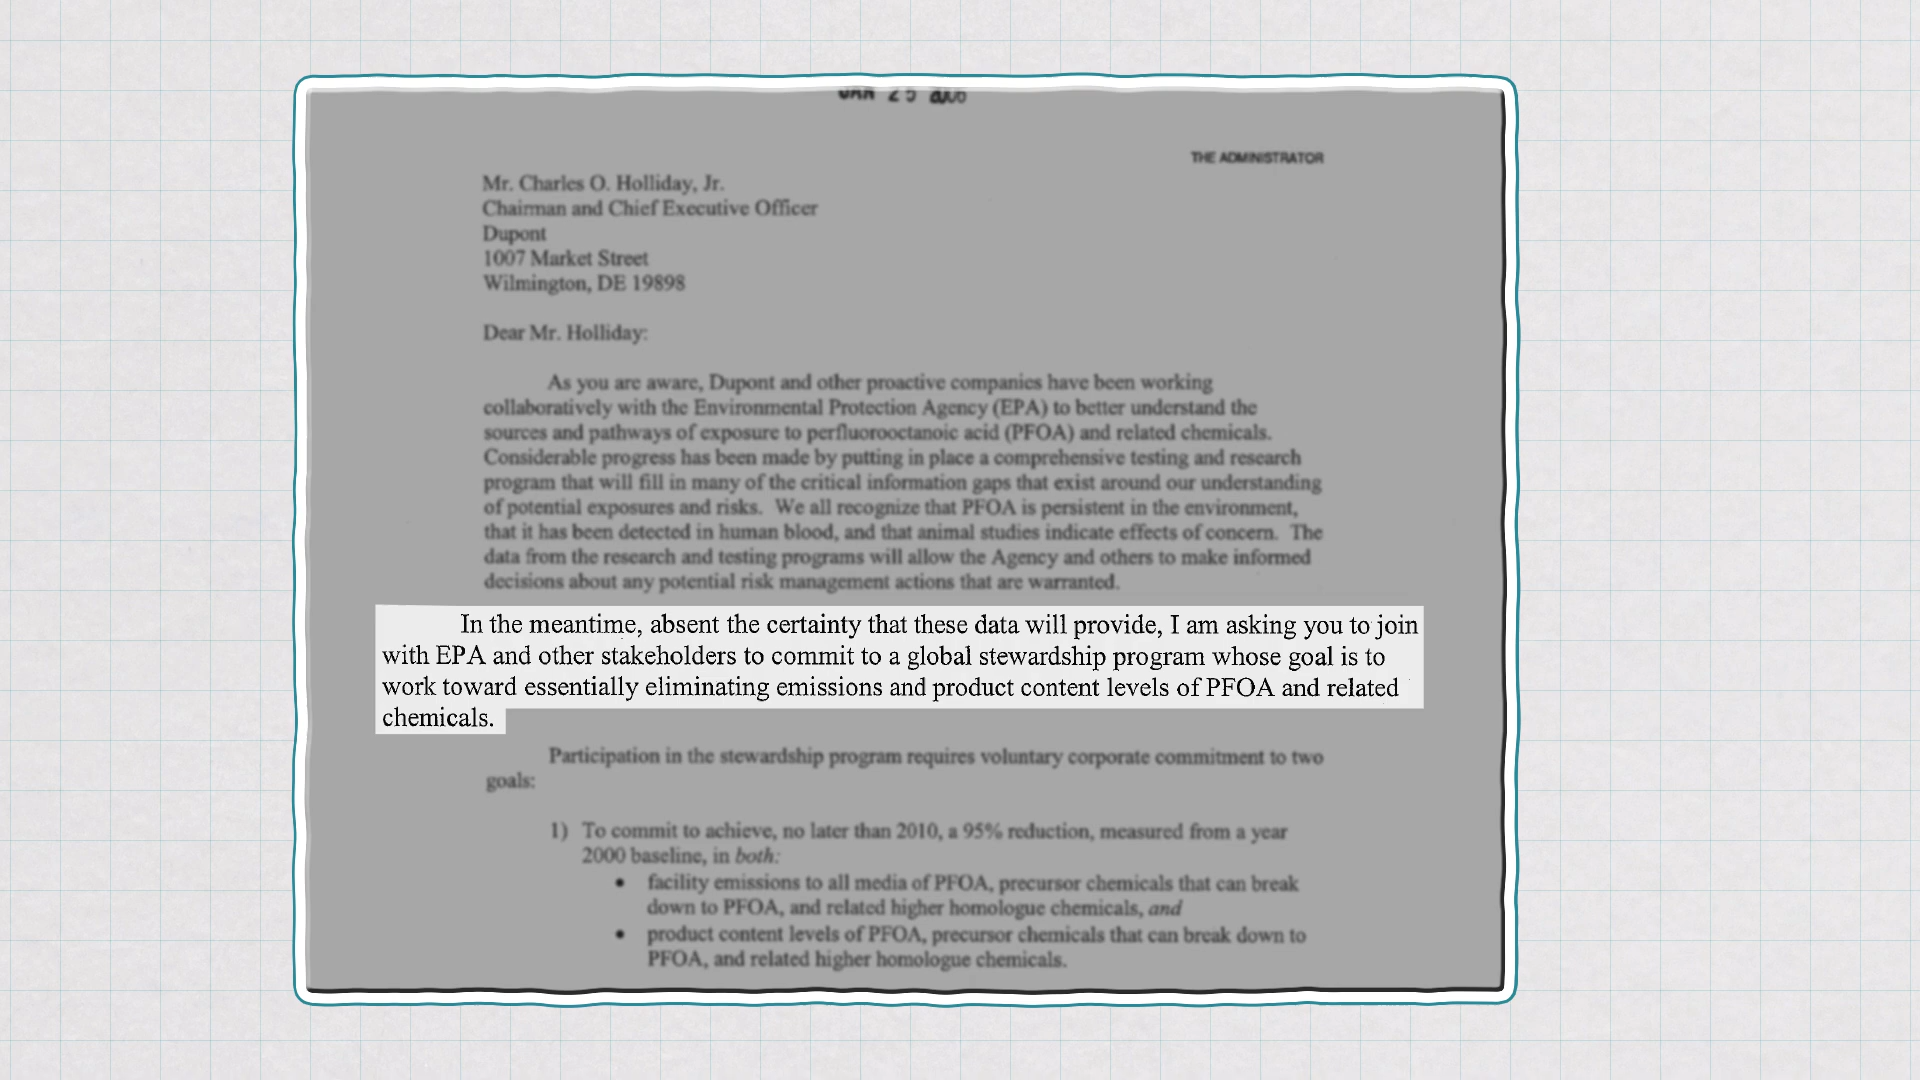 JAN 25 2006
THE ADMINISTRATOR
Mr. Charles O. Holliday, Jr.
Chairman and Chief Executive Officer
Dupont
1007 Market Street
Wilmington, DE 19898
Dear Mr. Holliday:
As you are aware, Dupont and other proactive companies have been working
collaboratively with the Environmental Protection Agency (EPA) to better understand the
sources and pathways of exposure to perfluorooctanoic acid (PFOA) and related chemicals.
Considerable progress has been made by putting in place a comprehensive testing and research
program that will fill in many of the critical information gaps that exist around our understanding
of potential exposures and risks. We all recognize that PFOA is persistent in the environment,
that it has been detected in human blood, and that animal studies indicate effects of concern. The
data from the research and testing programs will allow the Agency and others to make informed
decisions about any potential risk management actions that are warranted.
In the meantime, absent the certainty that these data will provide, I am asking you to join
with EPA and other stakeholders to commit to a global stewardship program whose goal is to
work toward essentially eliminating emissions and product content levels of PFOA and related
chemicals.
Participation in the stewardship program requires voluntary corporate commitment to two
goals:
1) To commit to achieve, no later than 2010, a 95% reduction, measured from a year
2000 baseline, in both:
• facility emissions to all media of PFOA, precursor chemicals that can break
down to PFOA, and related higher homologue chemicals, and
• product content levels of PFOA, precursor chemicals that can break down to
PFOA, and related higher homologue chemicals.